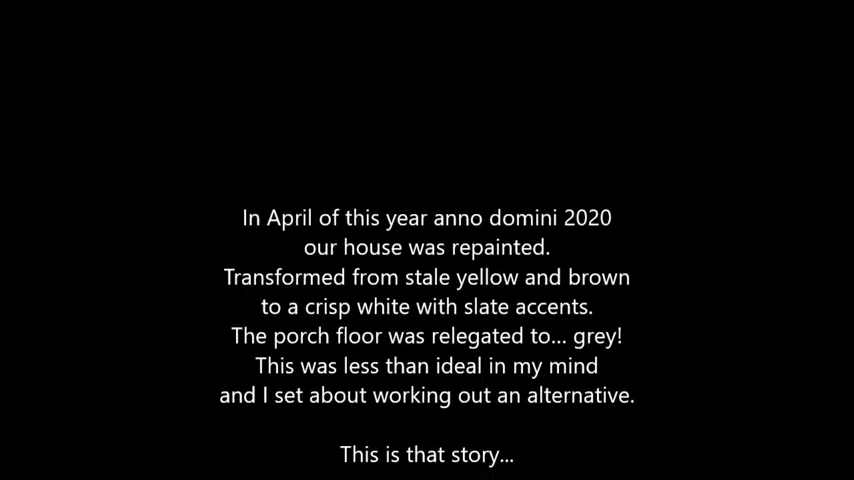 In April of this year anno domini 2020
our house was repainted.
Transformed from stale yellow and brown
to a crisp white with slate accents.
The porch floor was relegated to... grey!
This was less than ideal in my mind
and I set about working out an alternative.
This is that story...